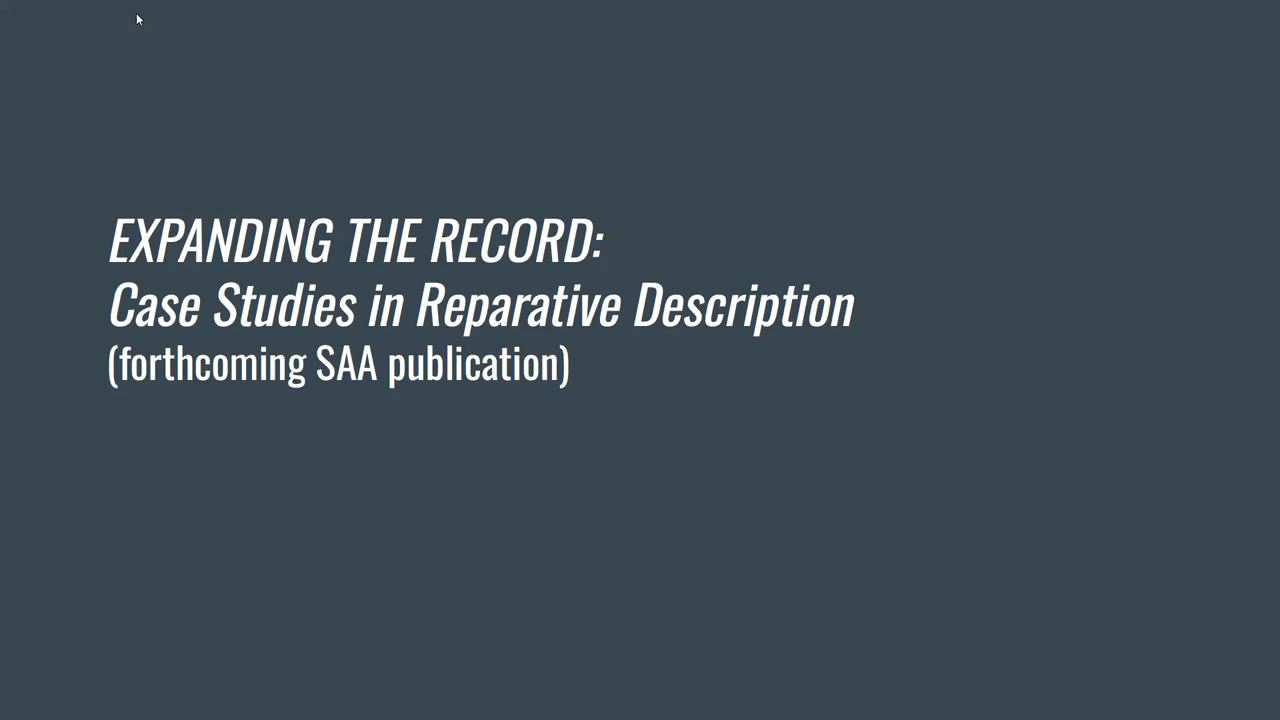 EXPANDING THE RECORD:
Case Studies in Reparative Description
(forthcoming SAA publication)